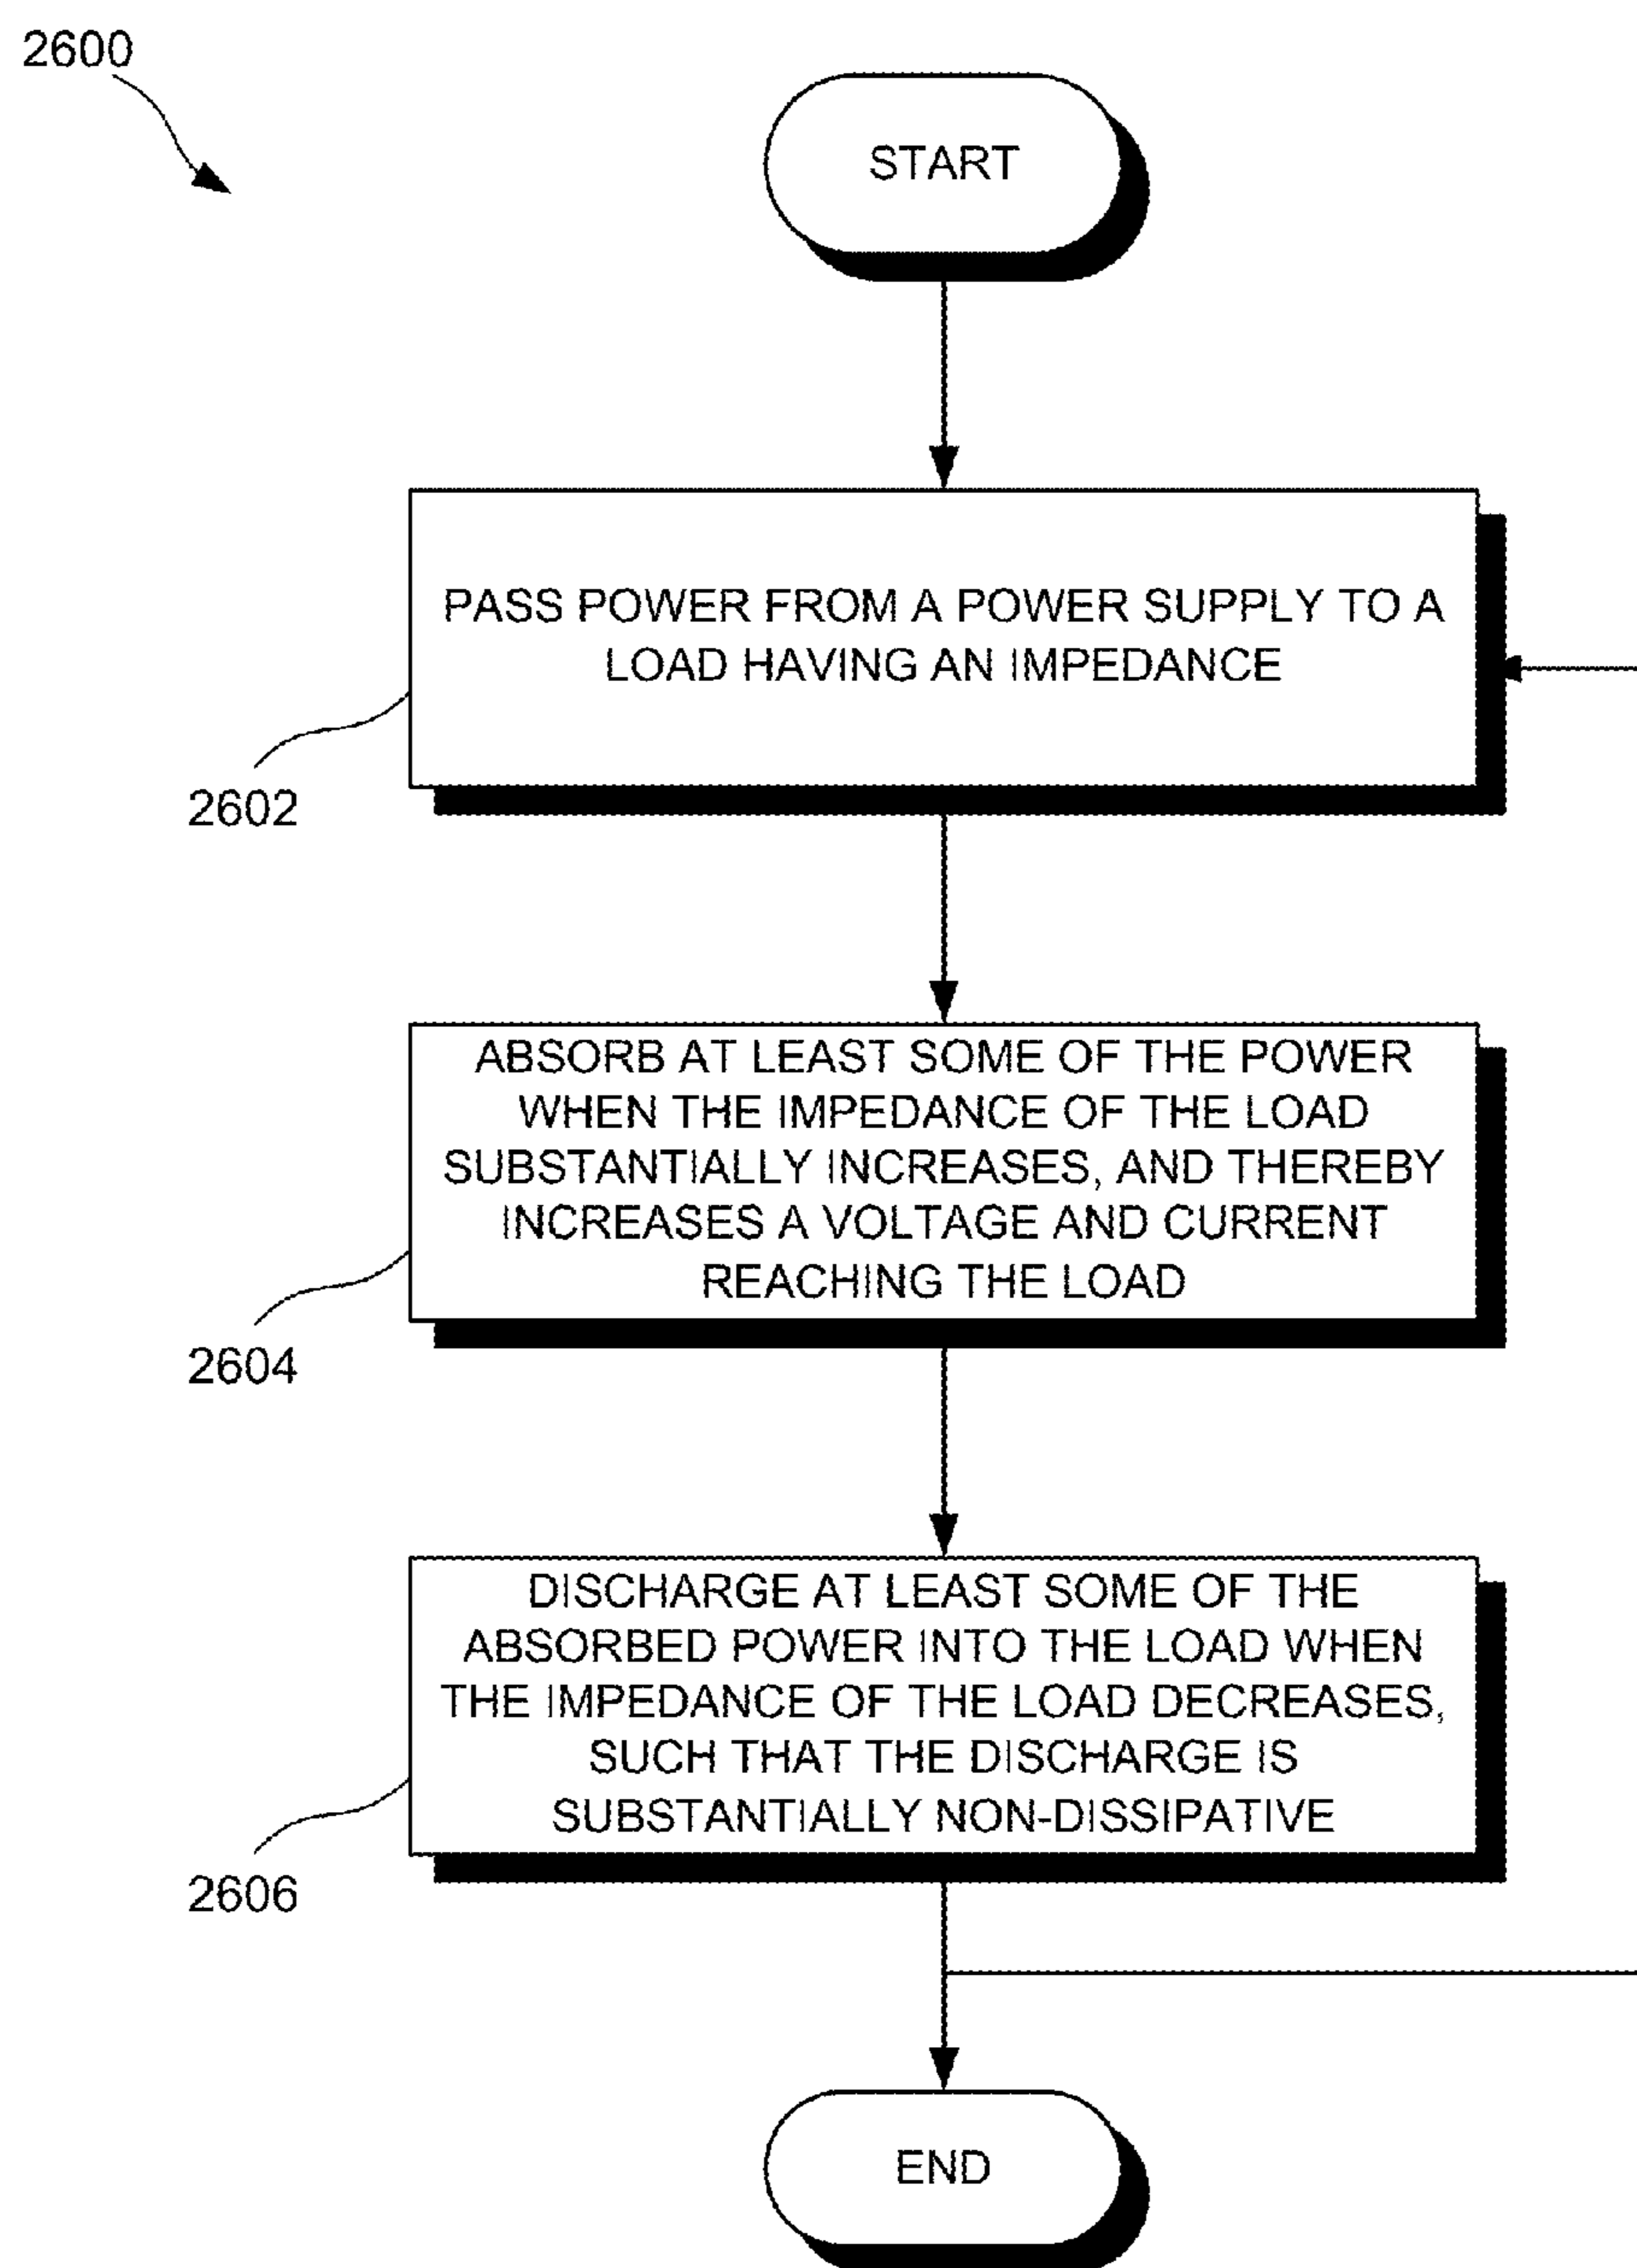 2600
START
PASS POWER FROM A POWER SUPPLY TO A
LOAD HAVING AN IMPEDANCE
2602
ABSORB AT LEAST SOME OF THE POWER
WHEN THE IMPEDANCE OF THE LOAD
SUBSTANTIALLY INCREASES, AND THEREBY
INCREASES A VOLTAGE AND CURRENT
REACHING THE LOAD
2604
DISCHARGE AT LEAST SOME OF THE
ABSORBED POWER INTO THE LOAD WHEN
THE IMPEDANCE OF THE LOAD DECREASES,
SUCH THAT THE DISCHARGE IS
SUBSTANTIALLY NON-DISSIPATIVE
2606
END